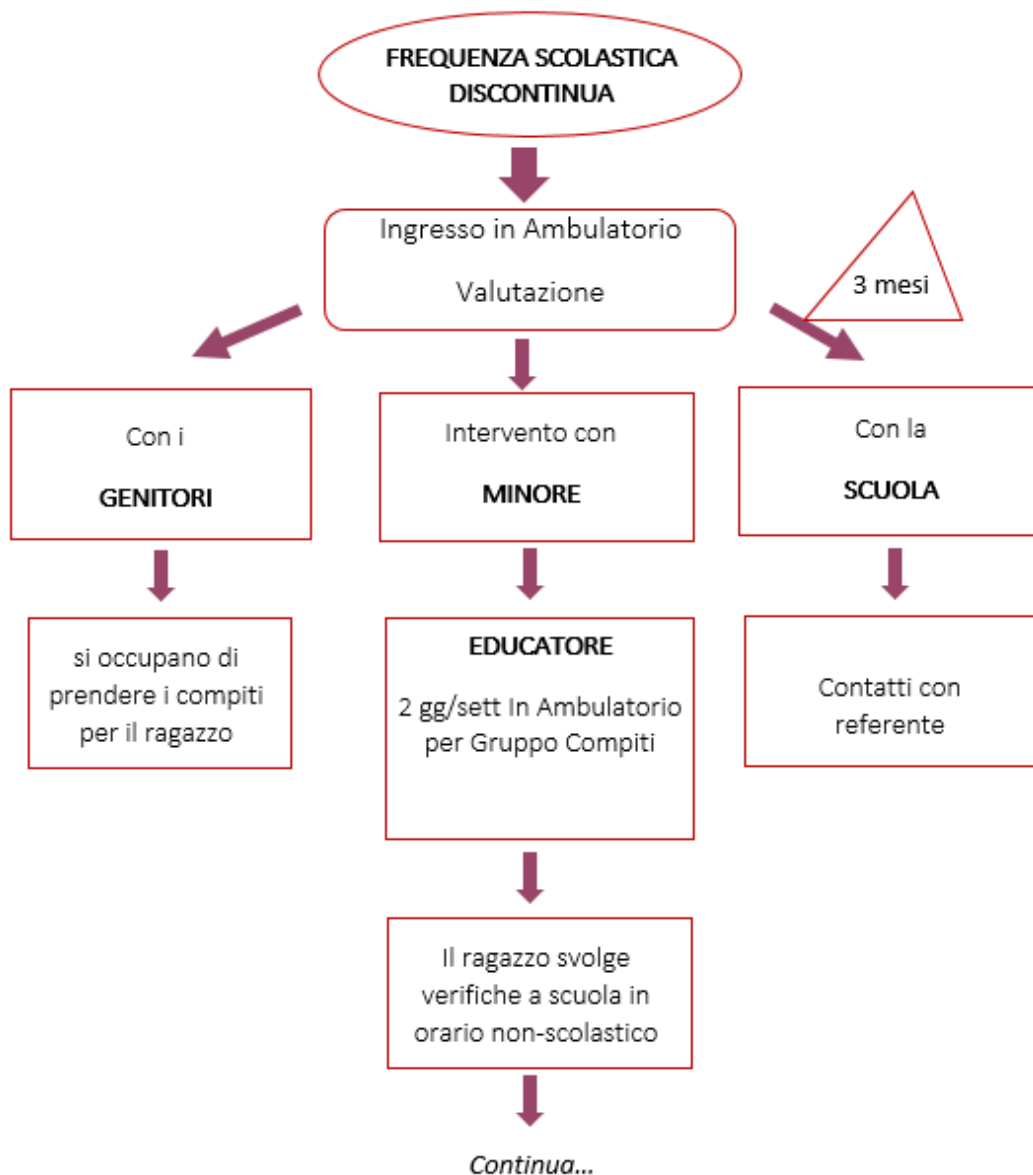 FREQUENZA SCOLASTICA
DISCONTINUA
Ingresso in Ambulatorio
Valutazione
3 mesi
Con i
GENITORI
Intervento con
MINORE
Con la
SCUOLA
si occupano di
prendere i compiti
per il ragazzo
EDUCATORE
2 gg/sett In Ambulatorio
per Gruppo Compiti
Contatti con
referente
Il ragazzo svolge
verifiche a scuola in
orario non-scolastico
Continua...